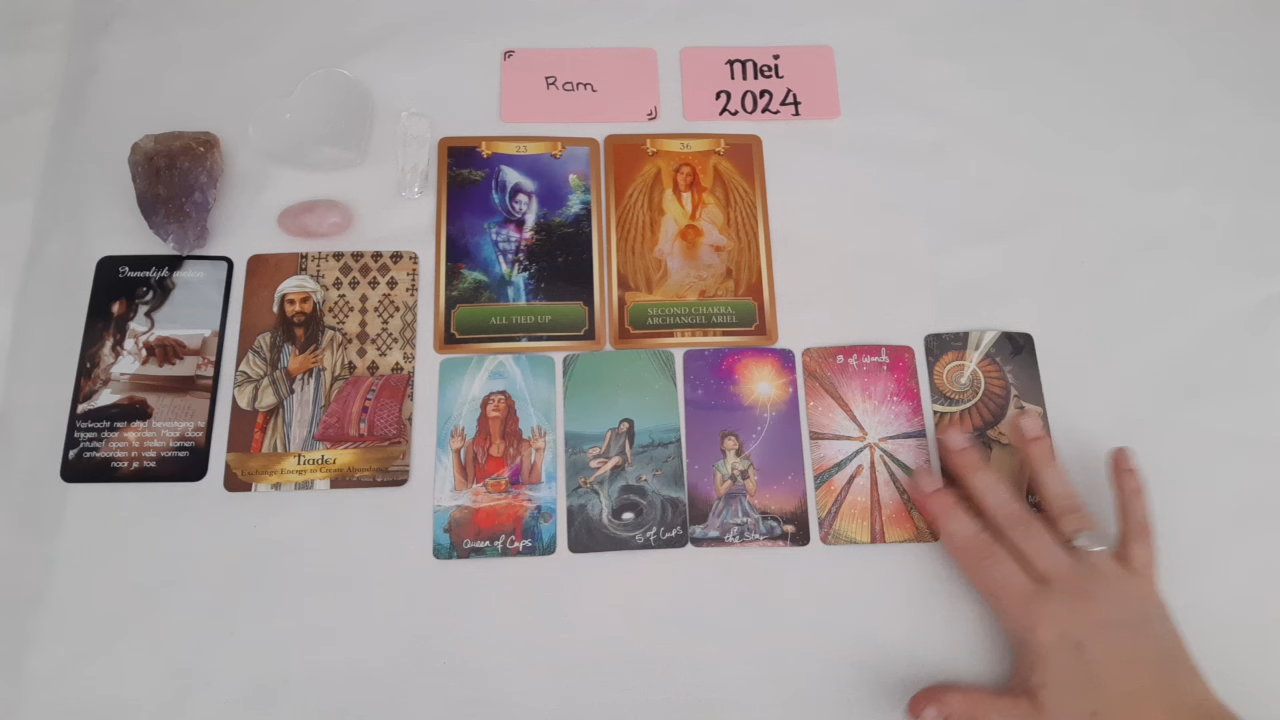 Ram
Mei
2024
23
ALL TIED UP
36
SECOND CHAKRA,
ARCHANGEL ARIEL
Innerlijk weten
Verwacht niet altijd bevestiging te
krijgen door woorden. Maar door
intuitief open te stellen komen
antwoorden in vele vormen
naar je toe.
Trader
Exchange Energy to Create Abundance
Queen of Cups
5 of Cups
the Star
8 of Wands